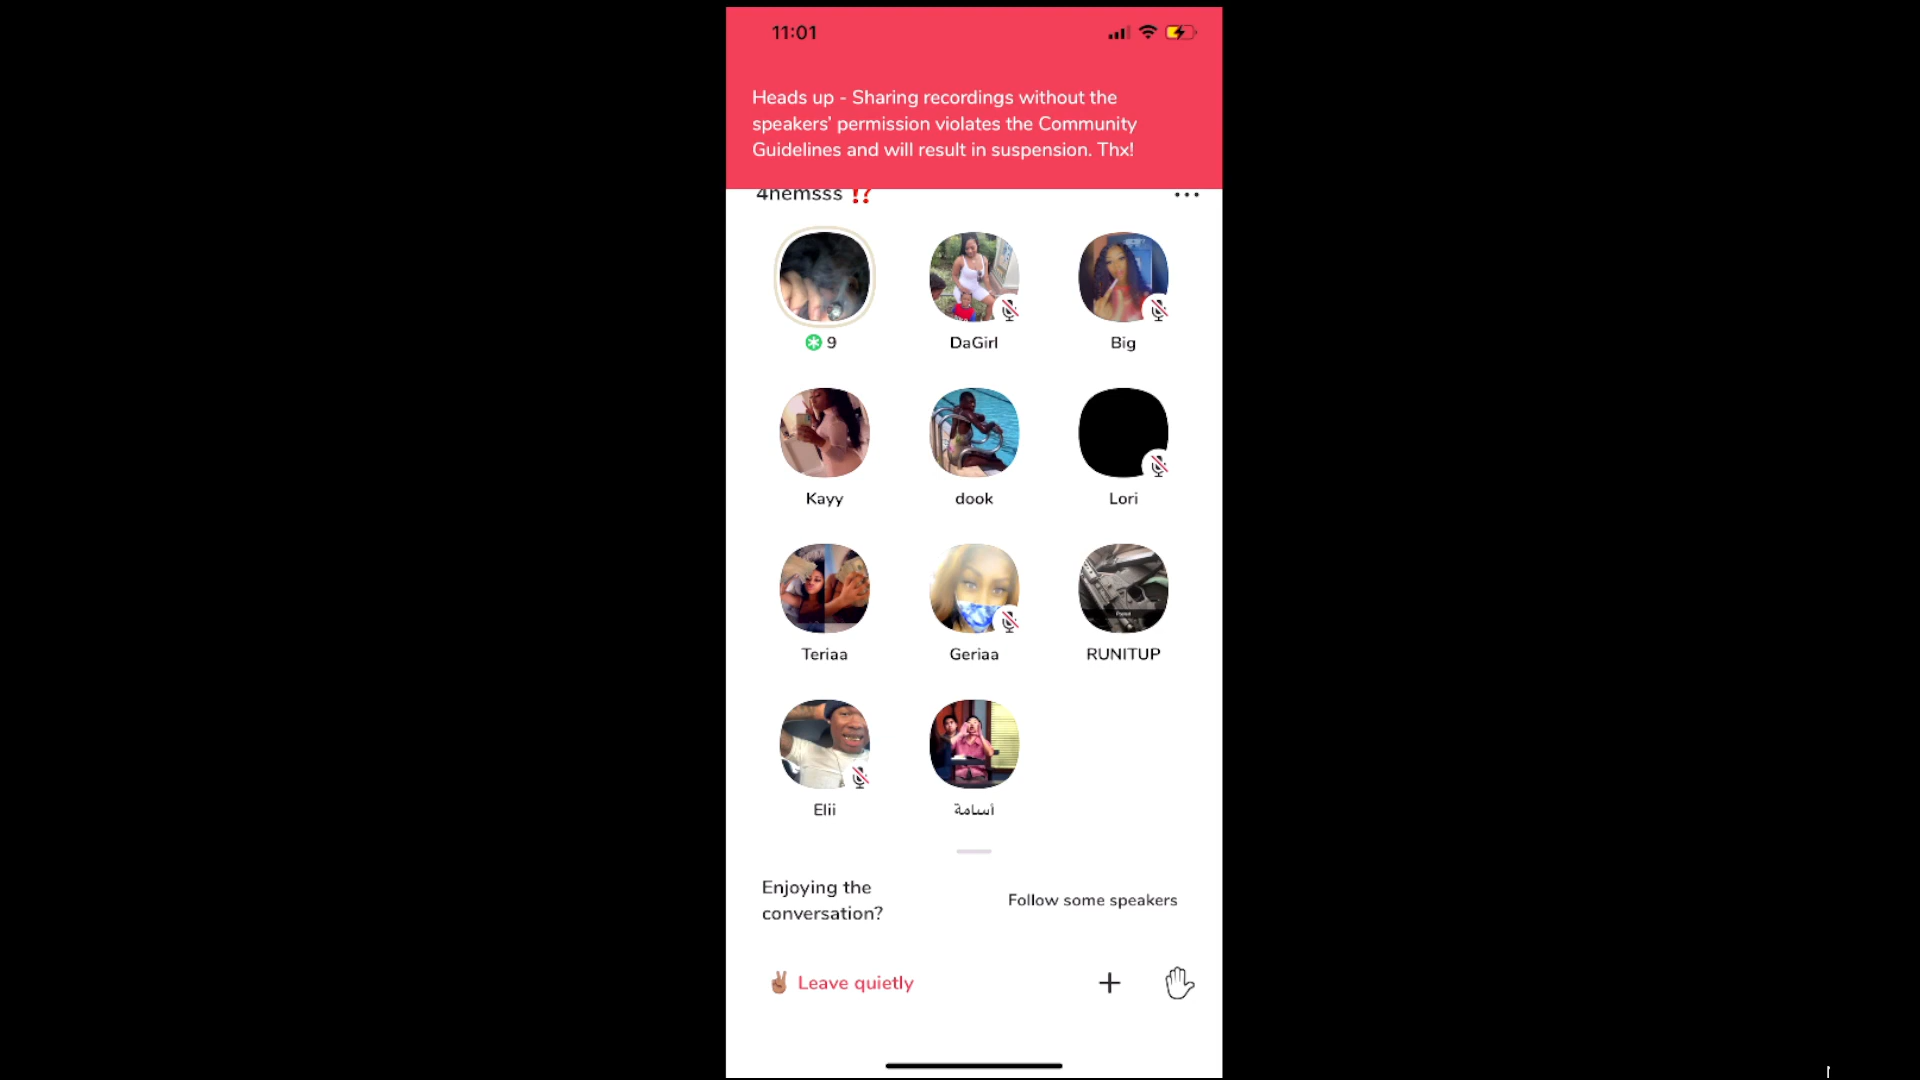 11:01
Heads up - Sharing recordings without the
speakers' permission violates the Community
Guidelines and will result in suspension. Thx!
4nemsss ⁉️
9
DaGirl
Big
Kayy
dook
Lori
Teriaa
Geriaa
RUNITUP
Elii
أسامة
Enjoying the
conversation?
Follow some speakers
✌🏽 Leave quietly